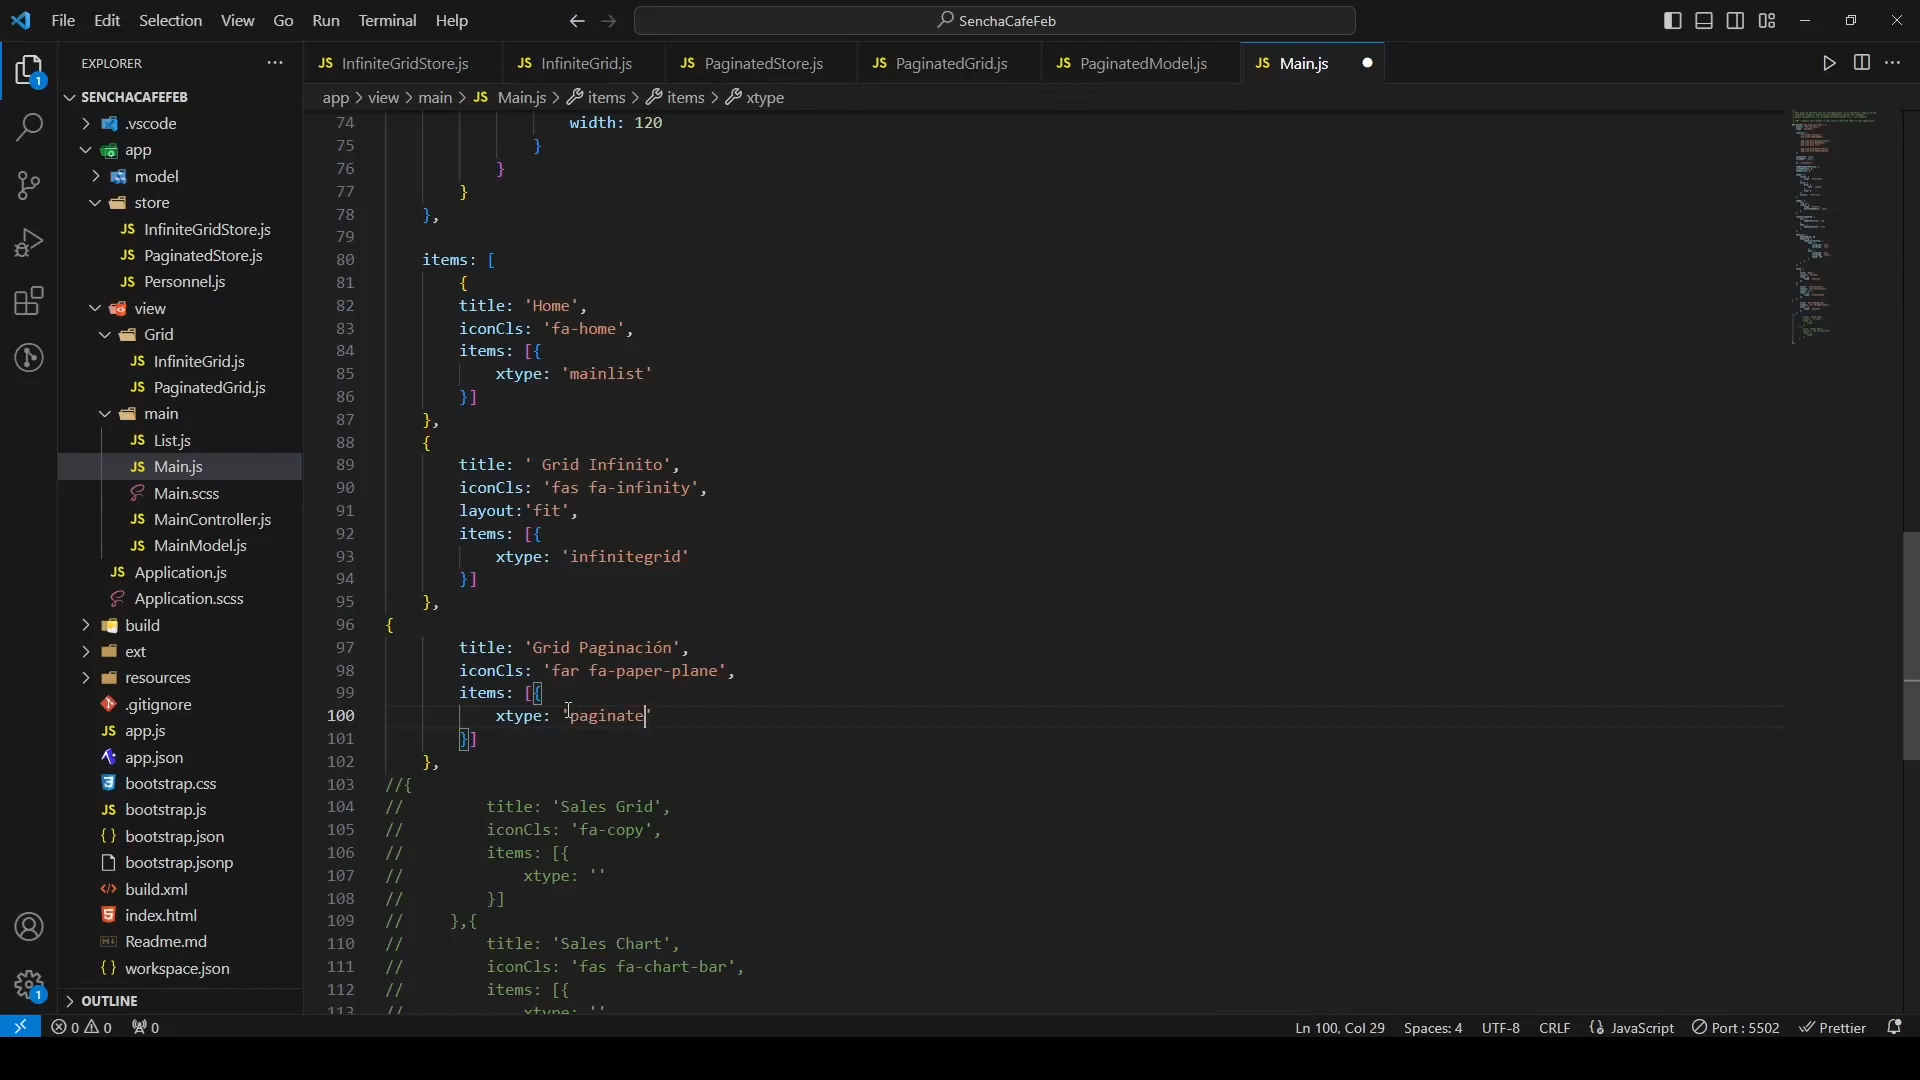 File Edit Selection View Go Run Terminal Help
SenchaCafeFeb
EXPLORER
InfiniteGridStore.js
InfiniteGrid.js
PaginatedStore.js
PaginatedGrid.js
PaginatedModel.js
Main.js
SENCHACAFEFEB
.vscode
app
model
store
InfiniteGridStore.js
PaginatedStore.js
Personnel.js
view
Grid
InfiniteGrid.js
PaginatedGrid.js
main
List.js
Main.js
Main.scss
MainController.js
MainModel.js
Application.js
Application.scss
build
ext
resources
.gitignore
app.js
app.json
bootstrap.css
bootstrap.js
bootstrap.json
bootstrap.jsonp
build.xml
index.html
Readme.md
workspace.json
OUTLINE
app > view > main > JS Main.js > items > items > xtype
74 width: 120
75 }
76 }
77 }
78 },
79
80 items: [
81 {
82 title: 'Home',
83 iconCls: 'fa-home',
84 items: [{
85 xtype: 'mainlist'
86 }]
87 },
88 {
89 title: ' Grid Infinito',
90 iconCls: 'fas fa-infinity',
91 layout:'fit',
92 items: [{
93 xtype: 'infinitegrid'
94 }]
95 },
96 {
97 title: 'Grid Paginación',
98 iconCls: 'far fa-paper-plane',
99 items: [{
100 xtype: 'paginate'
101 }]
102 },
103 //{
104 // title: 'Sales Grid',
105 // iconCls: 'fa-copy',
106 // items: [{
107 // xtype: ''
108 // }]
109 // },{
110 // title: 'Sales Chart',
111 // iconCls: 'fas fa-chart-bar',
112 // items: [{
113 // xtype: ''
0 0 0
Ln 100, Col 29 Spaces: 4 UTF-8 CRLF {} JavaScript Port : 5502 Prettier